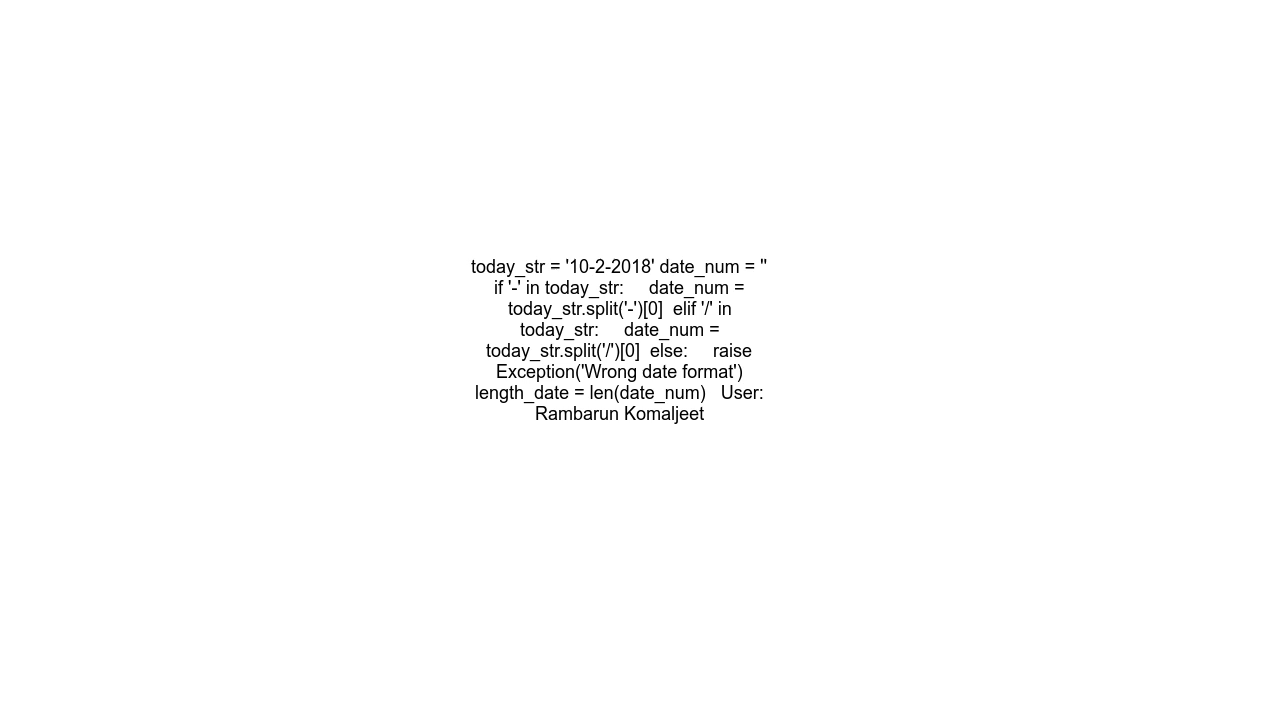 today_str = '10-2-2018' date_num = ''
if '-' in today_str:     date_num =
today_str.split('-')[0]  elif '/' in
today_str:     date_num =
today_str.split('/')[0]  else:     raise
Exception('Wrong date format')
length_date = len(date_num)   User:
Rambarun Komaljeet